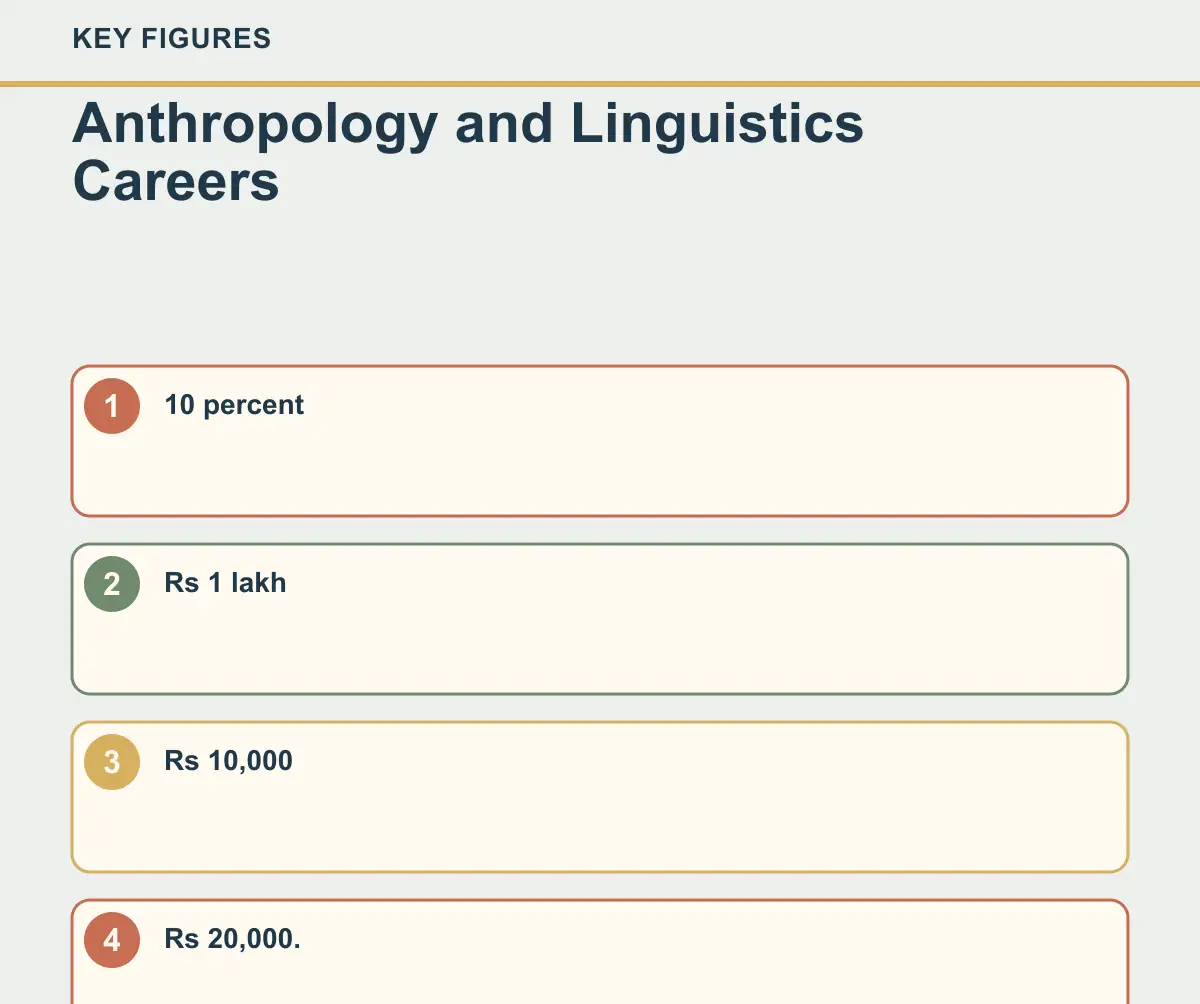 KEY FIGURES
Anthropology and Linguistics
Careers
1 10 percent
2 Rs 1 lakh
3 Rs 10,000
4 Rs 20,000.